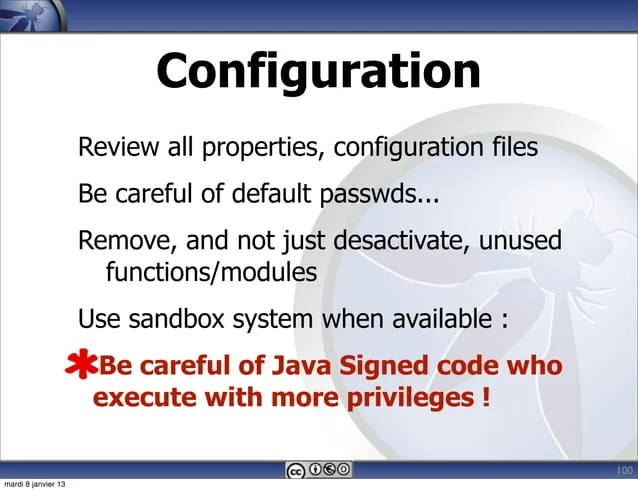 Configuration
Review all properties, configuration files
Be careful of default passwds...
Remove, and not just desactivate, unused
functions/modules
Use sandbox system when available :
Be careful of Java Signed code who
execute with more privileges !
cc
100
mardi 8 janvier 13